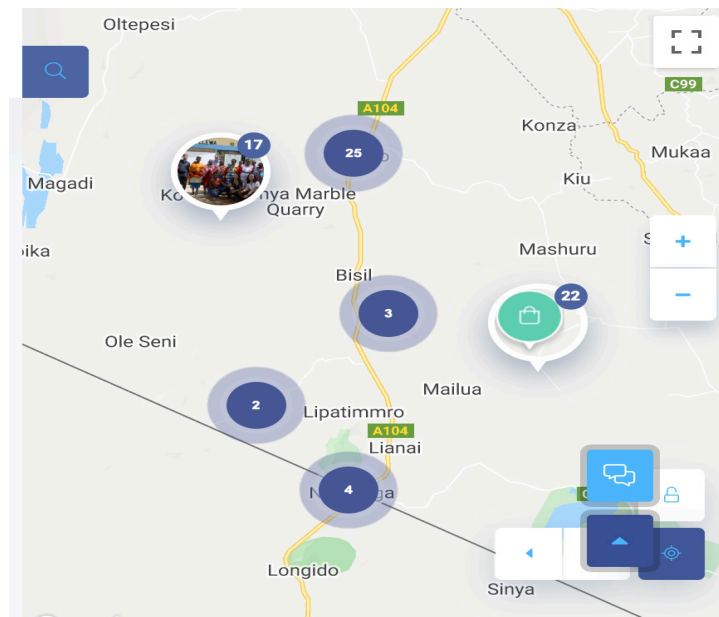 Oltepesi
C99
A104
Konza
17
25
Mukaa
Kiu
Magadi
nya Marble
Quarry
ika
Mashuru
+
Bisil
22
−
3
Ole Seni
Mailua
2
Lipatimmro
A104
Lianai
4
Longido
Sinya